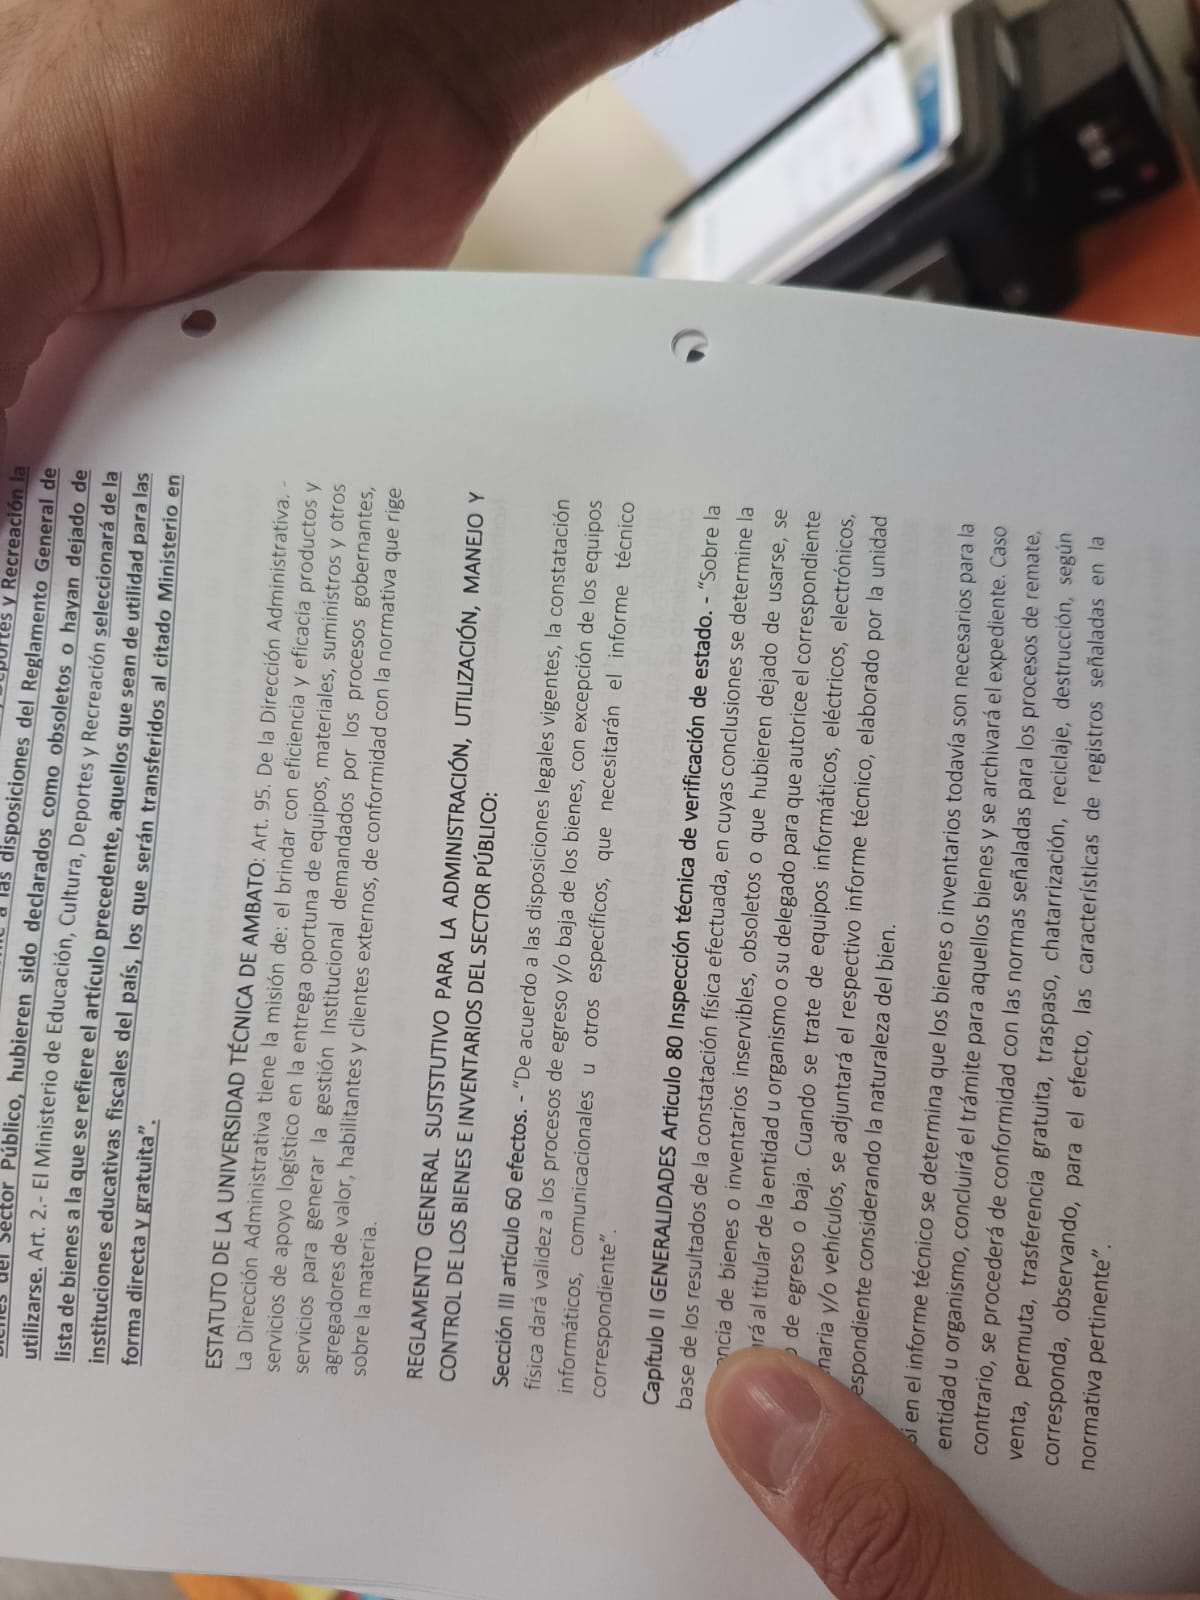 a las disposiciones del Reglamento General de
Bienes del Sector Público, hubieren sido declarados como obsoletos o hayan dejado de
utilizarse. Art. 2.- El Ministerio de Educación, Cultura, Deportes y Recreación seleccionará de la
lista de bienes a la que se refiere el artículo precedente, aquellos que sean de utilidad para las
instituciones educativas fiscales del país, los que serán transferidos al citado Ministerio en
forma directa y gratuita”.
ESTATUTO DE LA UNIVERSIDAD TÉCNICA DE AMBATO: Art. 95. De la Dirección Administrativa. -
La Dirección Administrativa tiene la misión de: el brindar con eficiencia y eficacia productos y
servicios de apoyo logístico en la entrega oportuna de equipos, materiales, suministros y otros
servicios para generar la gestión Institucional demandados por los procesos gobernantes,
agregadores de valor, habilitantes y clientes externos, de conformidad con la normativa que rige
sobre la materia.
REGLAMENTO GENERAL SUSTSTUTIVO PARA LA ADMINISTRACIÓN, UTILIZACIÓN, MANEJO Y
CONTROL DE LOS BIENES E INVENTARIOS DEL SECTOR PÚBLICO:
Sección III artículo 60 efectos. - “De acuerdo a las disposiciones legales vigentes, la constatación
física dará validez a los procesos de egreso y/o baja de los bienes, con excepción de los equipos
informáticos, comunicacionales u otros específicos, que necesitarán el informe técnico
correspondiente”.
Capítulo II GENERALIDADES Articulo 80 Inspección técnica de verificación de estado. - “Sobre la
base de los resultados de la constatación física efectuada, en cuyas conclusiones se determine la
de bienes o inventarios inservibles, obsoletos o que hubieren dejado de usarse, se
al titular de la entidad u organismo o su delegado para que autorice el correspondiente
de egreso o baja. Cuando se trate de equipos informáticos, eléctricos, electrónicos,
y/o vehículos, se adjuntará el respectivo informe técnico, elaborado por la unidad
considerando la naturaleza del bien.
Si en el informe técnico se determina que los bienes o inventarios todavía son necesarios para la
entidad u organismo, concluirá el trámite para aquellos bienes y se archivará el expediente. Caso
contrario, se procederá de conformidad con las normas señaladas para los procesos de remate,
venta, permuta, trasferencia gratuita, traspaso, chatarrización, reciclaje, destrucción, según
corresponda, observando, para el efecto, las características de registros señaladas en la
normativa pertinente”.